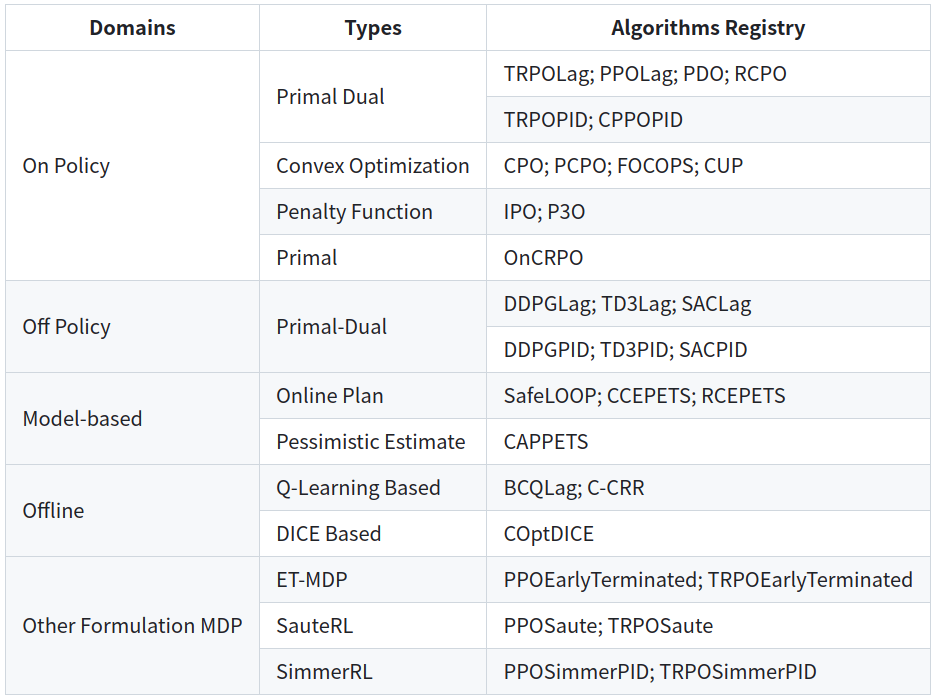 Domains Types Algorithms Registry
On Policy Primal Dual TRPOLag; PPOLag; PDO; RCPO
TRPOPID; CPPOPID
Convex Optimization CPO; PCPO; FOCOPS; CUP
Penalty Function IPO; P3O
Primal OnCRPO
Off Policy Primal-Dual DDPGLag; TD3Lag; SACLag
DDPGPID; TD3PID; SACPID
Model-based Online Plan SafeLOOP; CCEPETS; RCEPETS
Pessimistic Estimate CAPPETS
Offline Q-Learning Based BCQLag; C-CRR
DICE Based COptDICE
Other Formulation MDP ET-MDP PPOEarlyTerminated; TRPOEarlyTerminated
SauteRL PPOSaute; TRPOSaute
SimmerRL PPOSimmerPID; TRPOSimmerPID